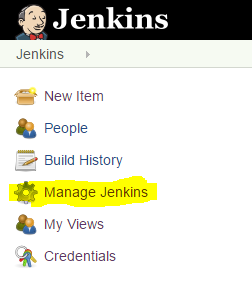 Jenkins
Jenkins
New Item
People
Build History
Manage Jenkins
My Views
Credentials